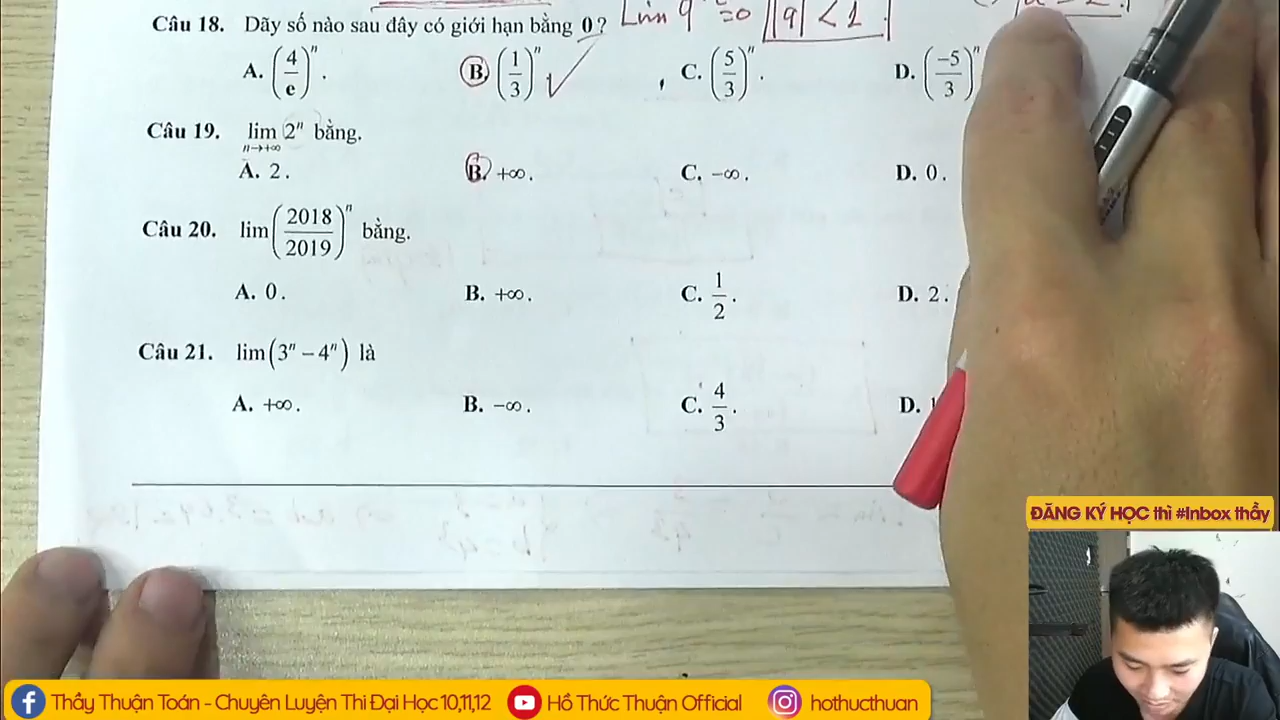 Câu 18. Dãy số nào sau đây có giới hạn bằng 0? Lim q^n = 0 |q| < 1
A. (4/e)^n. B. (1/3)^n C. (5/3)^n. D. (-5/3)^n
Câu 19. lim 2^n bằng.
n→+∞
A. 2. B. +∞. C. -∞. D. 0.
Câu 20. lim(2018/2019)^n bằng.
A. 0. B. +∞. C. 1/2. D. 2.
Câu 21. lim(3^n - 4^n) là
A. +∞. B. -∞. C. 4/3. D.
ĐĂNG KÝ HỌC thì #Inbox thầy
Thầy Thuận Toán - Chuyên Luyện Thi Đại Học 10,11,12 Hồ Thức Thuận Official hothucthuan